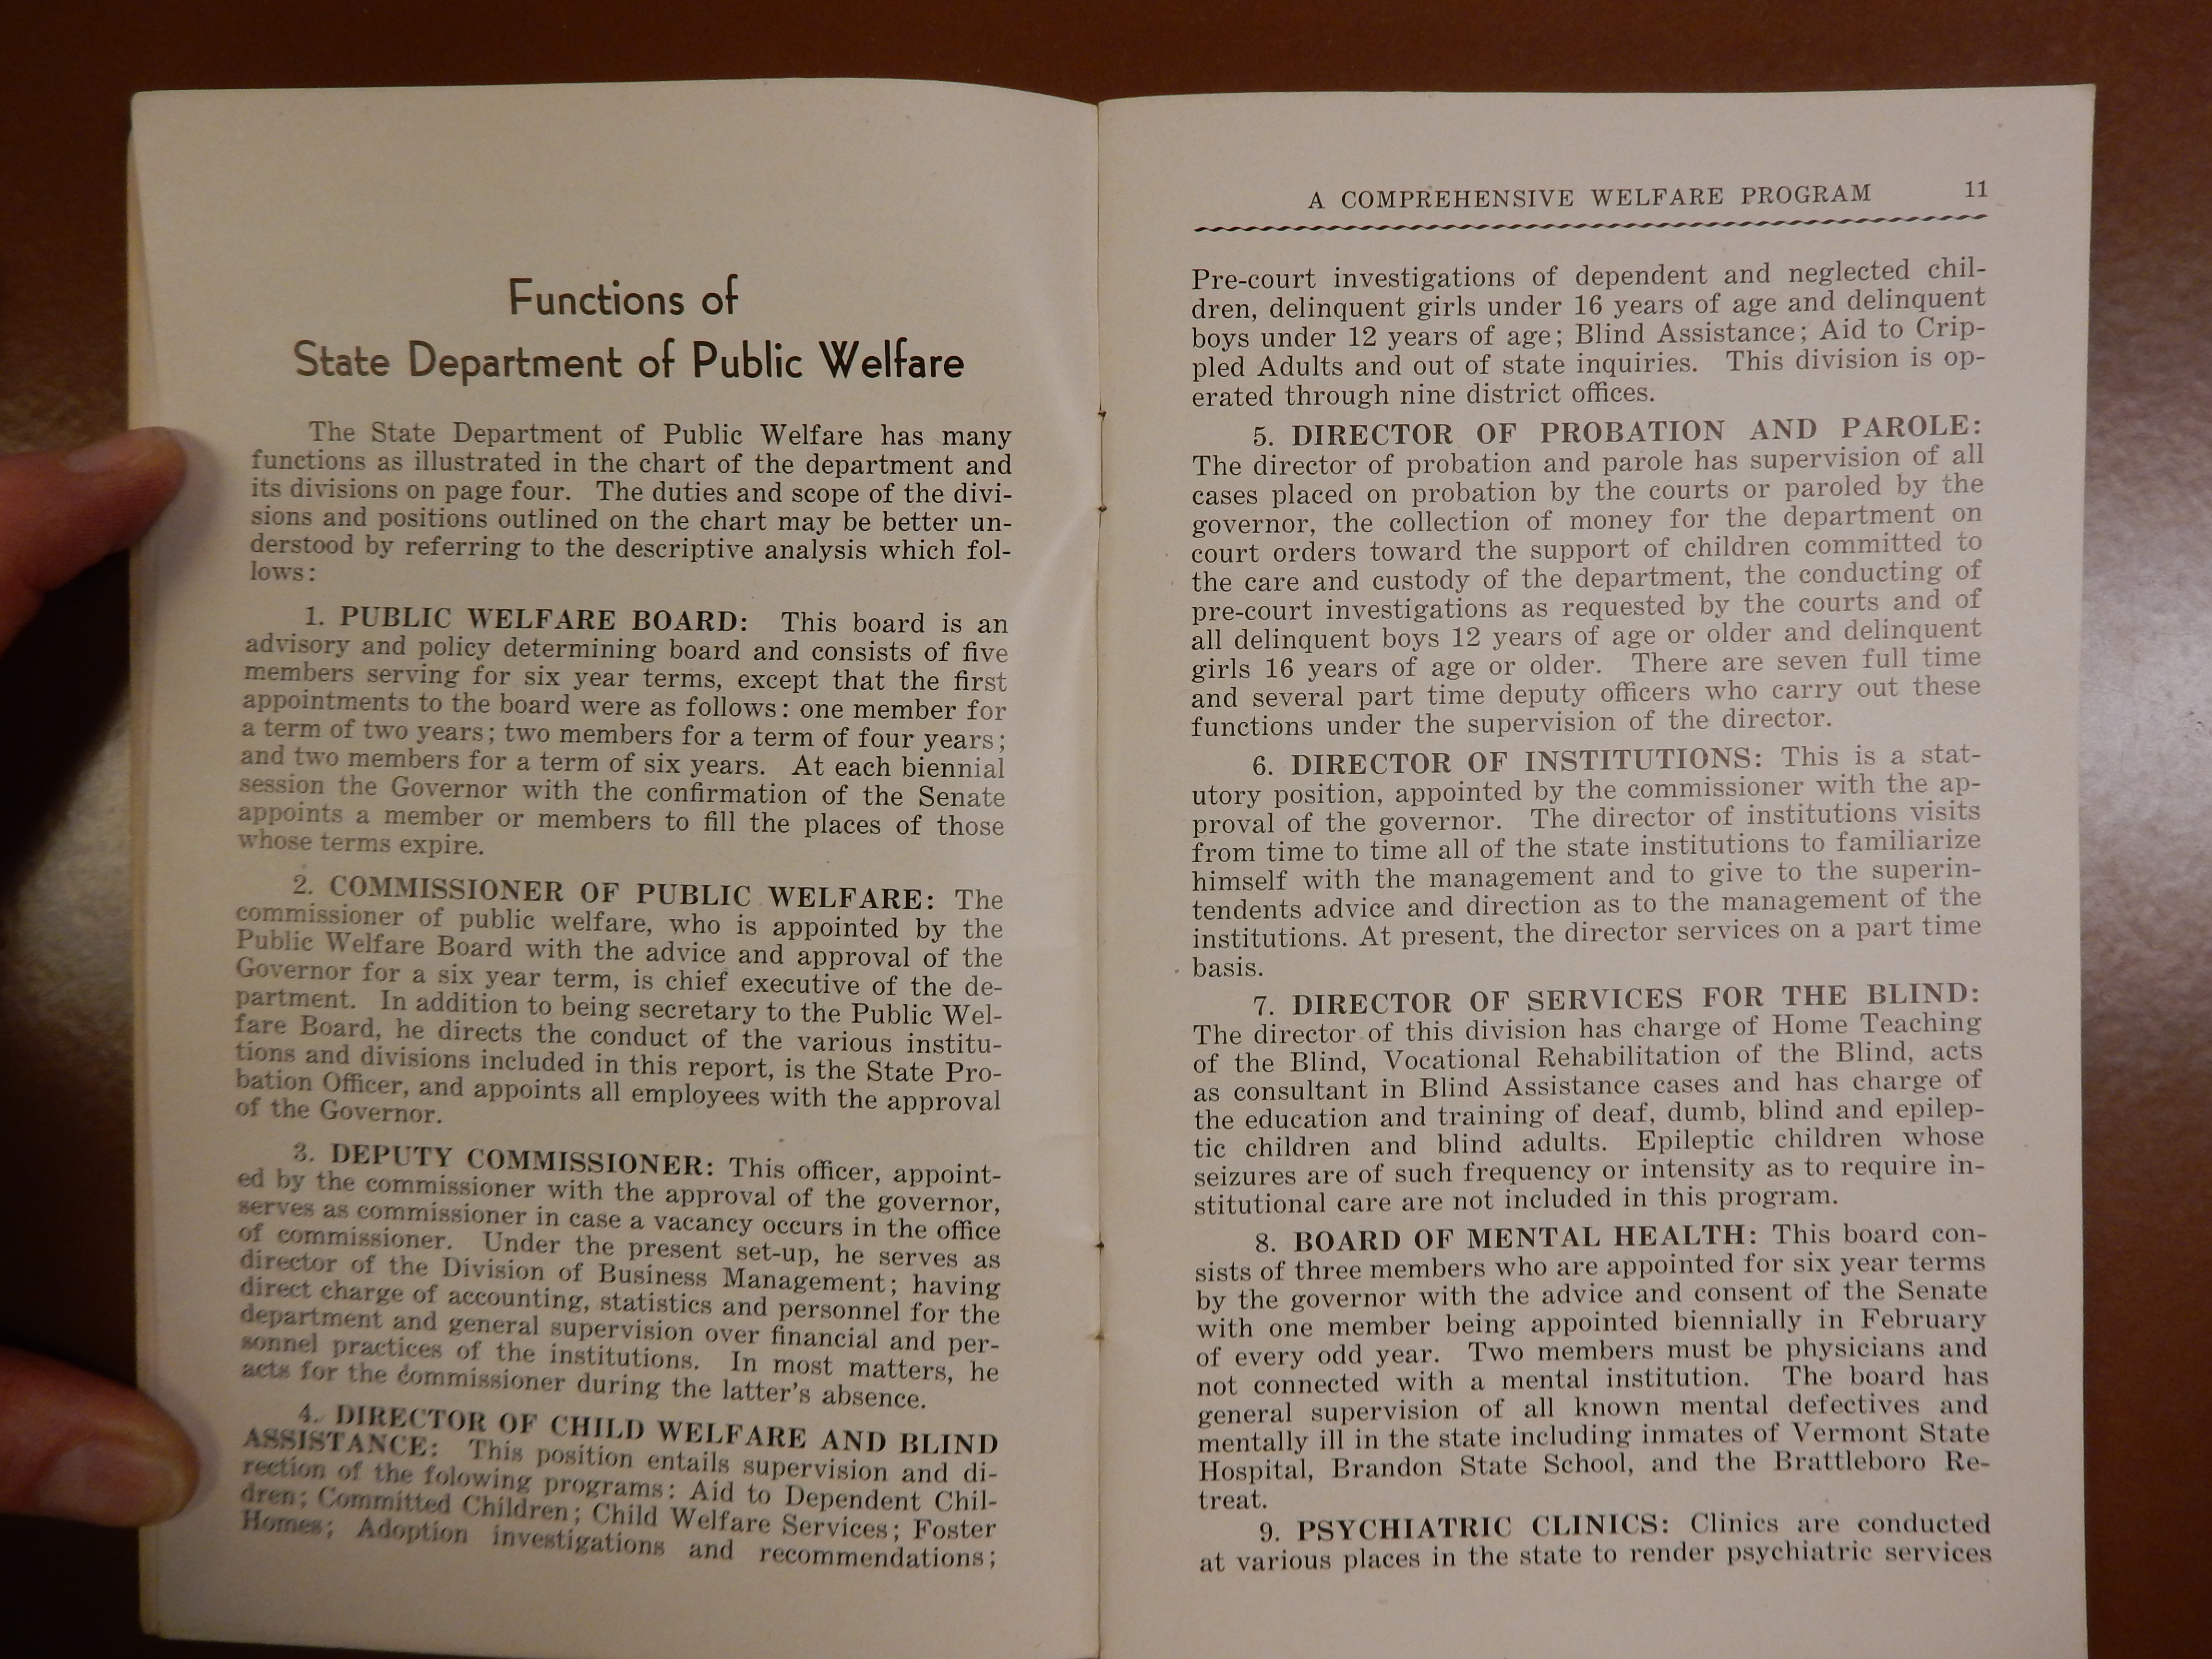 Functions of
State Department of Public Welfare
The State Department of Public Welfare has many
functions as illustrated in the chart of the department and
its divisions on page four. The duties and scope of the divi-
sions and positions outlined on the chart may be better un-
derstood by referring to the descriptive analysis which fol-
lows:
1. PUBLIC WELFARE BOARD: This board is an
advisory and policy determining board and consists of five
members serving for six year terms, except that the first
appointments to the board were as follows: one member for
a term of two years; two members for a term of four years;
and two members for a term of six years. At each biennial
session the Governor with the confirmation of the Senate
appoints a member or members to fill the places of those
whose terms expire.
2. COMMISSIONER OF PUBLIC WELFARE: The
commissioner of public welfare, who is appointed by the
Public Welfare Board with the advice and approval of the
Governor for a six year term, is chief executive of the de-
partment. In addition to being secretary to the Public Wel-
fare Board, he directs the conduct of the various institu-
tions and divisions included in this report, is the State Pro-
bation Officer, and appoints all employees with the approval
of the Governor.
3. DEPUTY COMMISSIONER: This officer, appoint-
ed by the commissioner with the approval of the governor,
serves as commissioner in case a vacancy occurs in the office
of commissioner. Under the present set-up, he serves as
director of the Division of Business Management; having
direct charge of accounting, statistics and personnel for the
department and general supervision over financial and per-
sonnel practices of the institutions. In most matters, he
acts for the commissioner during the latter's absence.
4. DIRECTOR OF CHILD WELFARE AND BLIND
ASSISTANCE: This position entails supervision and di-
rection of the folowing programs: Aid to Dependent Chil-
dren; Committed Children; Child Welfare Services; Foster
Homes; Adoption investigations and recommendations;
A COMPREHENSIVE WELFARE PROGRAM 11
Pre-court investigations of dependent and neglected chil-
dren, delinquent girls under 16 years of age and delinquent
boys under 12 years of age; Blind Assistance; Aid to Crip-
pled Adults and out of state inquiries. This division is op-
erated through nine district offices.
5. DIRECTOR OF PROBATION AND PAROLE:
The director of probation and parole has supervision of all
cases placed on probation by the courts or paroled by the
governor, the collection of money for the department on
court orders toward the support of children committed to
the care and custody of the department, the conducting of
pre-court investigations as requested by the courts and of
all delinquent boys 12 years of age or older and delinquent
girls 16 years of age or older. There are seven full time
and several part time deputy officers who carry out these
functions under the supervision of the director.
6. DIRECTOR OF INSTITUTIONS: This is a stat-
utory position, appointed by the commissioner with the ap-
proval of the governor. The director of institutions visits
from time to time all of the state institutions to familiarize
himself with the management and to give to the superin-
tendents advice and direction as to the management of the
institutions. At present, the director services on a part time
basis.
7. DIRECTOR OF SERVICES FOR THE BLIND:
The director of this division has charge of Home Teaching
of the Blind, Vocational Rehabilitation of the Blind, acts
as consultant in Blind Assistance cases and has charge of
the education and training of deaf, dumb, blind and epilep-
tic children and blind adults. Epileptic children whose
seizures are of such frequency or intensity as to require in-
stitutional care are not included in this program.
8. BOARD OF MENTAL HEALTH: This board con-
sists of three members who are appointed for six year terms
by the governor with the advice and consent of the Senate
with one member being appointed biennially in February
of every odd year. Two members must be physicians and
not connected with a mental institution. The board has
general supervision of all known mental defectives and
mentally ill in the state including inmates of Vermont State
Hospital, Brandon State School, and the Brattleboro Re-
treat.
9. PSYCHIATRIC CLINICS: Clinics are conducted
at various places in the state to render psychiatric services